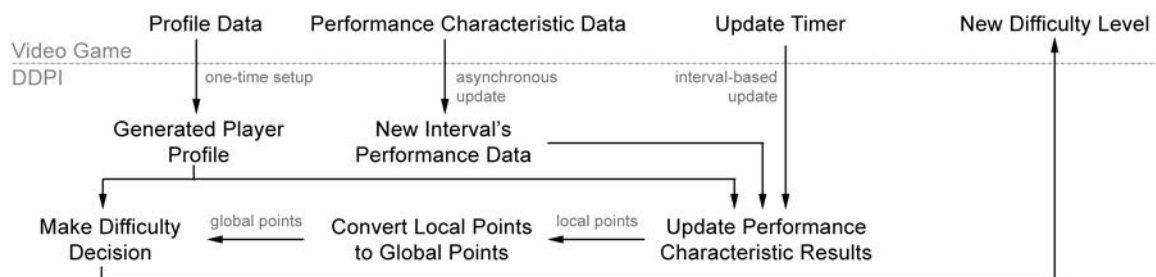 Profile Data
Performance Characteristic Data
Update Timer
New Difficulty Level
Video Game
DDPI
one-time setup
asynchronous
update
interval-based
update
Generated Player
Profile
New Interval's
Performance Data
Make Difficulty
Decision
global points
Convert Local Points
to Global Points
local points
Update Performance
Characteristic Results